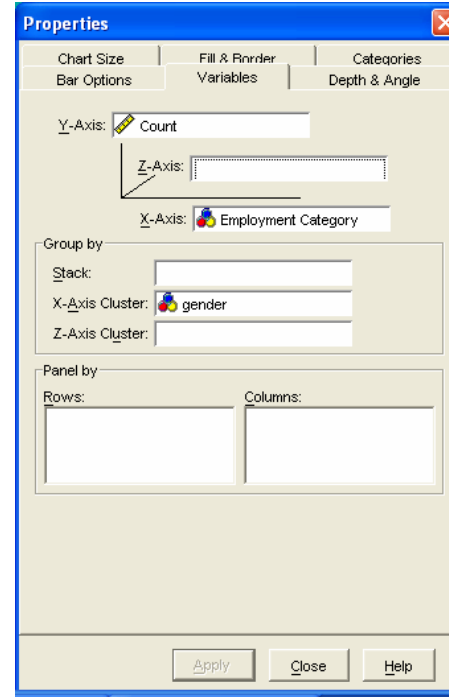 Properties
Chart Size Fill & Border Categories
Bar Options Variables Depth & Angle
Y-Axis: Count
Z-Axis:
X-Axis: Employment Category
Group by
Stack:
X-Axis Cluster: gender
Z-Axis Cluster:
Panel by
Rows: Columns:
Apply Close Help